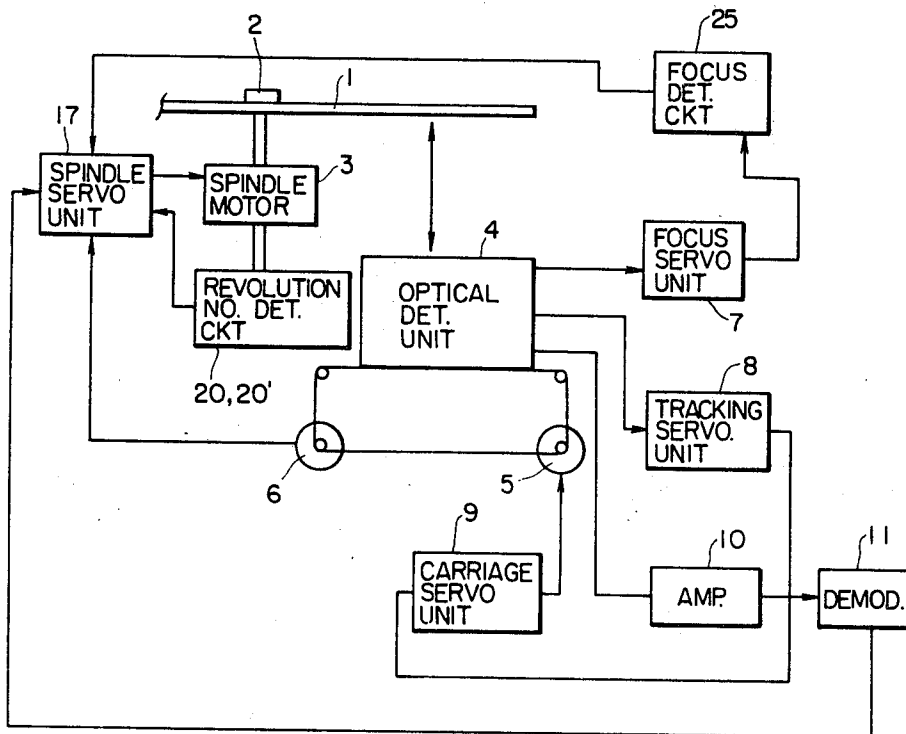 2
25
1
FOCUS
DET.
CKT
17
SPINDLE
SERVO
UNIT
3
SPINDLE
MOTOR
4
FOCUS
SERVO
UNIT
7
REVOLUTION
NO. DET.
CKT
OPTICAL
DET.
UNIT
20, 20'
8
TRACKING
SERVO.
UNIT
6
5
9
10
11
CARRIAGE
SERVO
UNIT
AMP.
DEMOD.